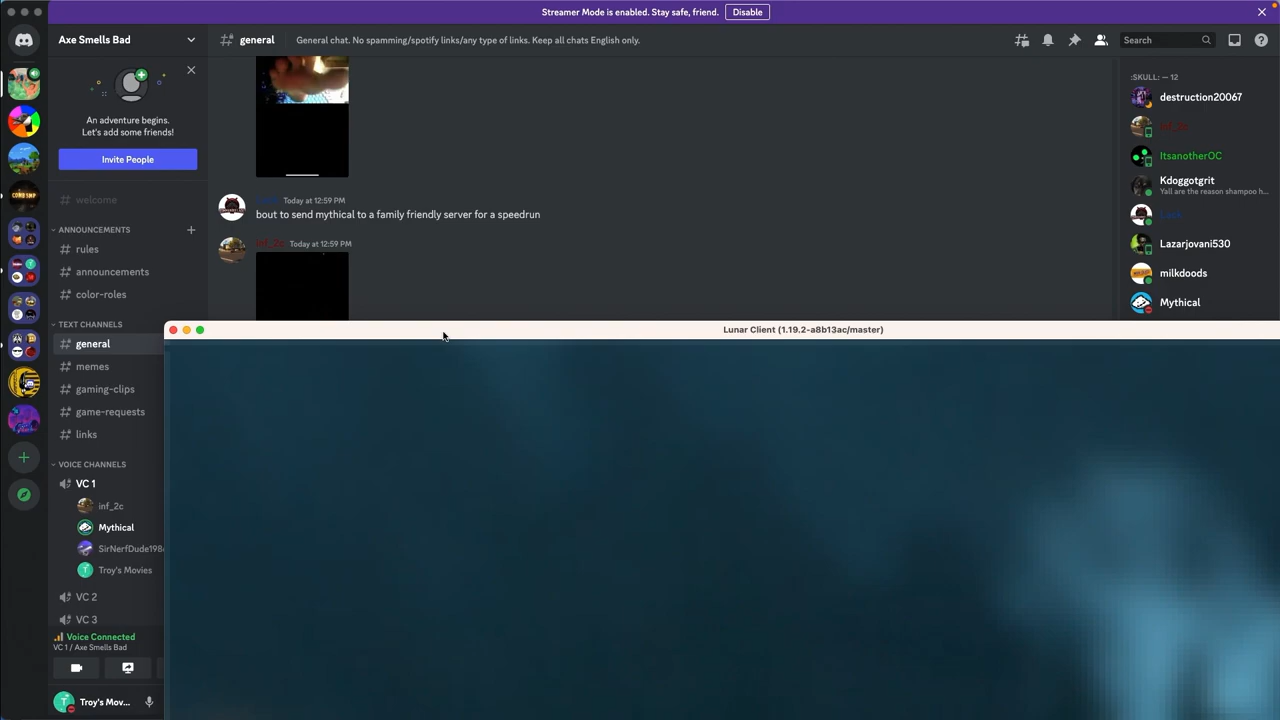 Streamer Mode is enabled. Stay safe, friend.
Disable
Axe Smells Bad
general
General chat. No spamming/spotify links/any type of links. Keep all chats English only.
Search
An adventure begins.
Let's add some friends!
Invite People
welcome
ANNOUNCEMENTS
rules
announcements
color-roles
TEXT CHANNELS
general
memes
gaming-clips
game-requests
links
VOICE CHANNELS
VC 1
inf_2c
Mythical
SirNerfDude198
Troy's Movies
VC 2
VC 3
Voice Connected
VC 1 / Axe Smells Bad
Troy's Mov...
Today at 12:59 PM
bout to send mythical to a family friendly server for a speedrun
inf_2c Today at 12:59 PM
Lunar Client (1.19.2-a8b13ac/master)
:SKULL: — 12
destruction20067
inf_2c
ItsanotherOC
Kdoggotgrit
Yall are the reason shampoo h...
Lazarjovani530
milkdoods
Mythical